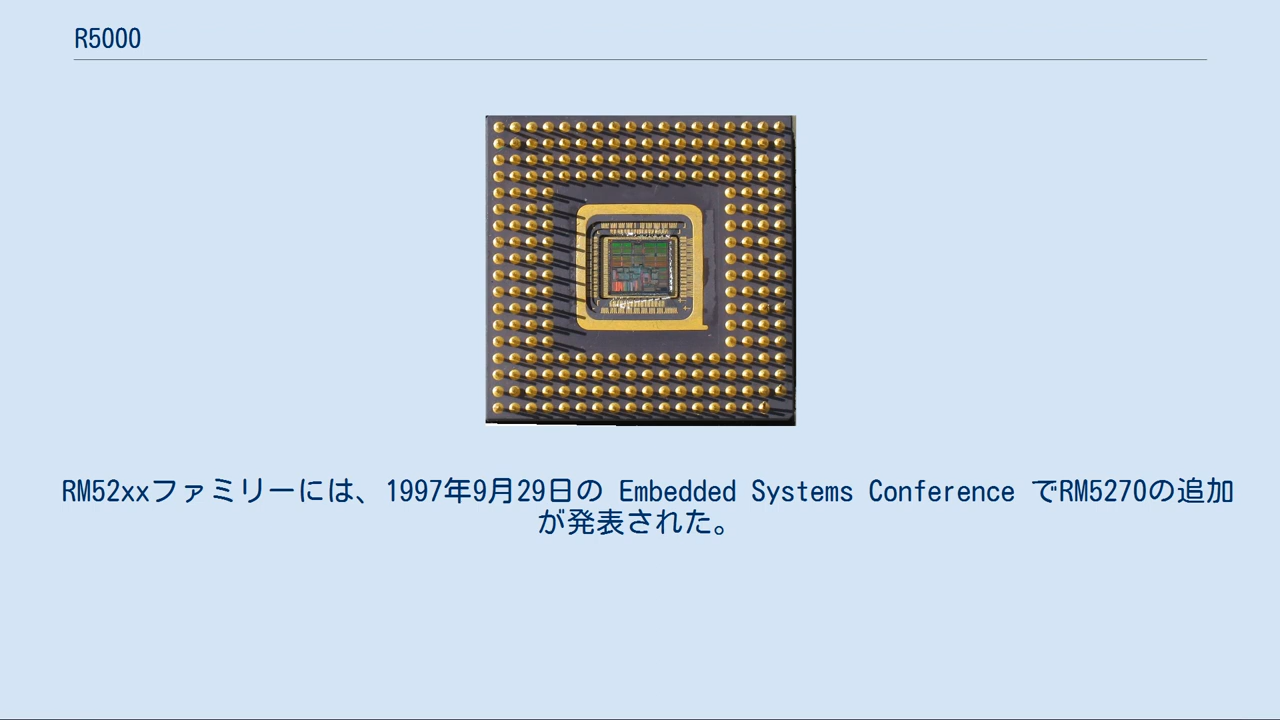 R5000
RM52xxファミリーには、1997年9月29日の Embedded Systems Conference でRM5270の追加
が発表された。